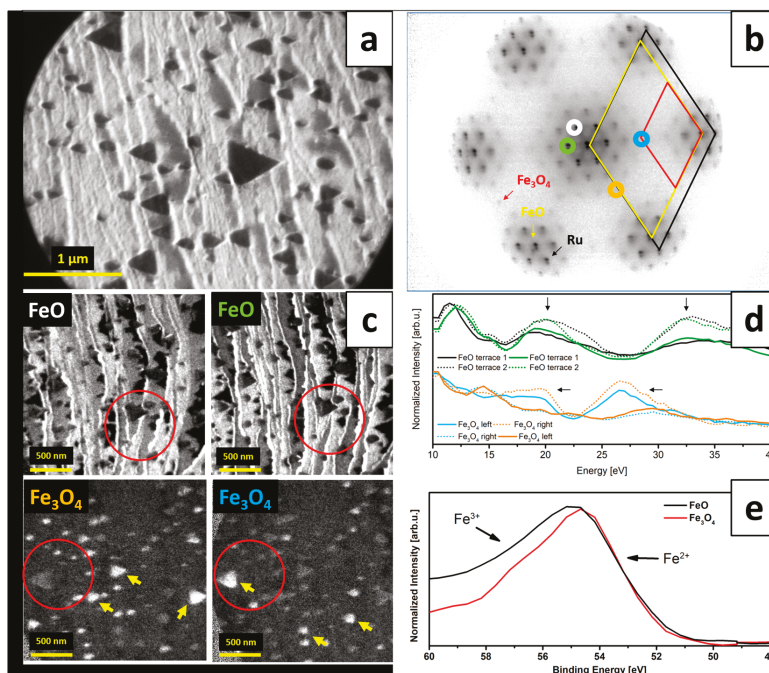 a
1 µm
b
Fe3O4
FeO
Ru
FeO
500 nm
FeO
c
500 nm
Fe3O4
500 nm
Fe3O4
500 nm
d
Normalized Intensity [arb.u.]
FeO terrace 1
FeO terrace 1
FeO terrace 2
FeO terrace 2
Fe3O4 left
Fe3O4 right
Fe3O4 right
Fe3O4 left
10 15 20 25 30 35
Energy [eV]
e
Normalized Intensity [arb.u.]
FeO
Fe3O4
Fe3+
Fe2+
60 58 56 54 52 50
Binding Energy [eV]